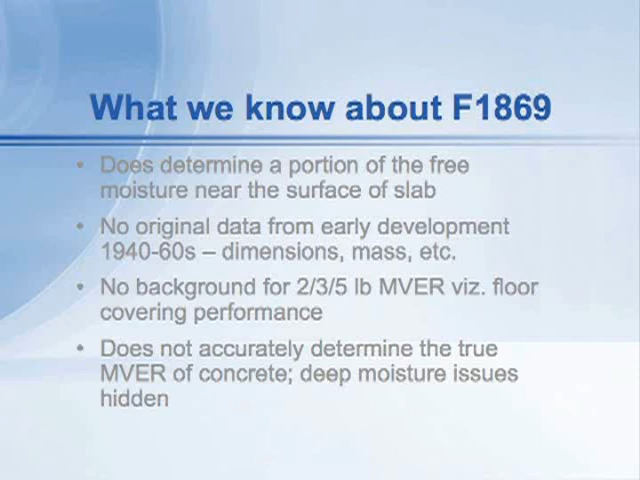 What we know about F1869
• Does determine a portion of the free
moisture near the surface of slab
• No original data from early development
1940-60s – dimensions, mass, etc.
• No background for 2/3/5 lb MVER viz. floor
covering performance
• Does not accurately determine the true
MVER of concrete; deep moisture issues
hidden